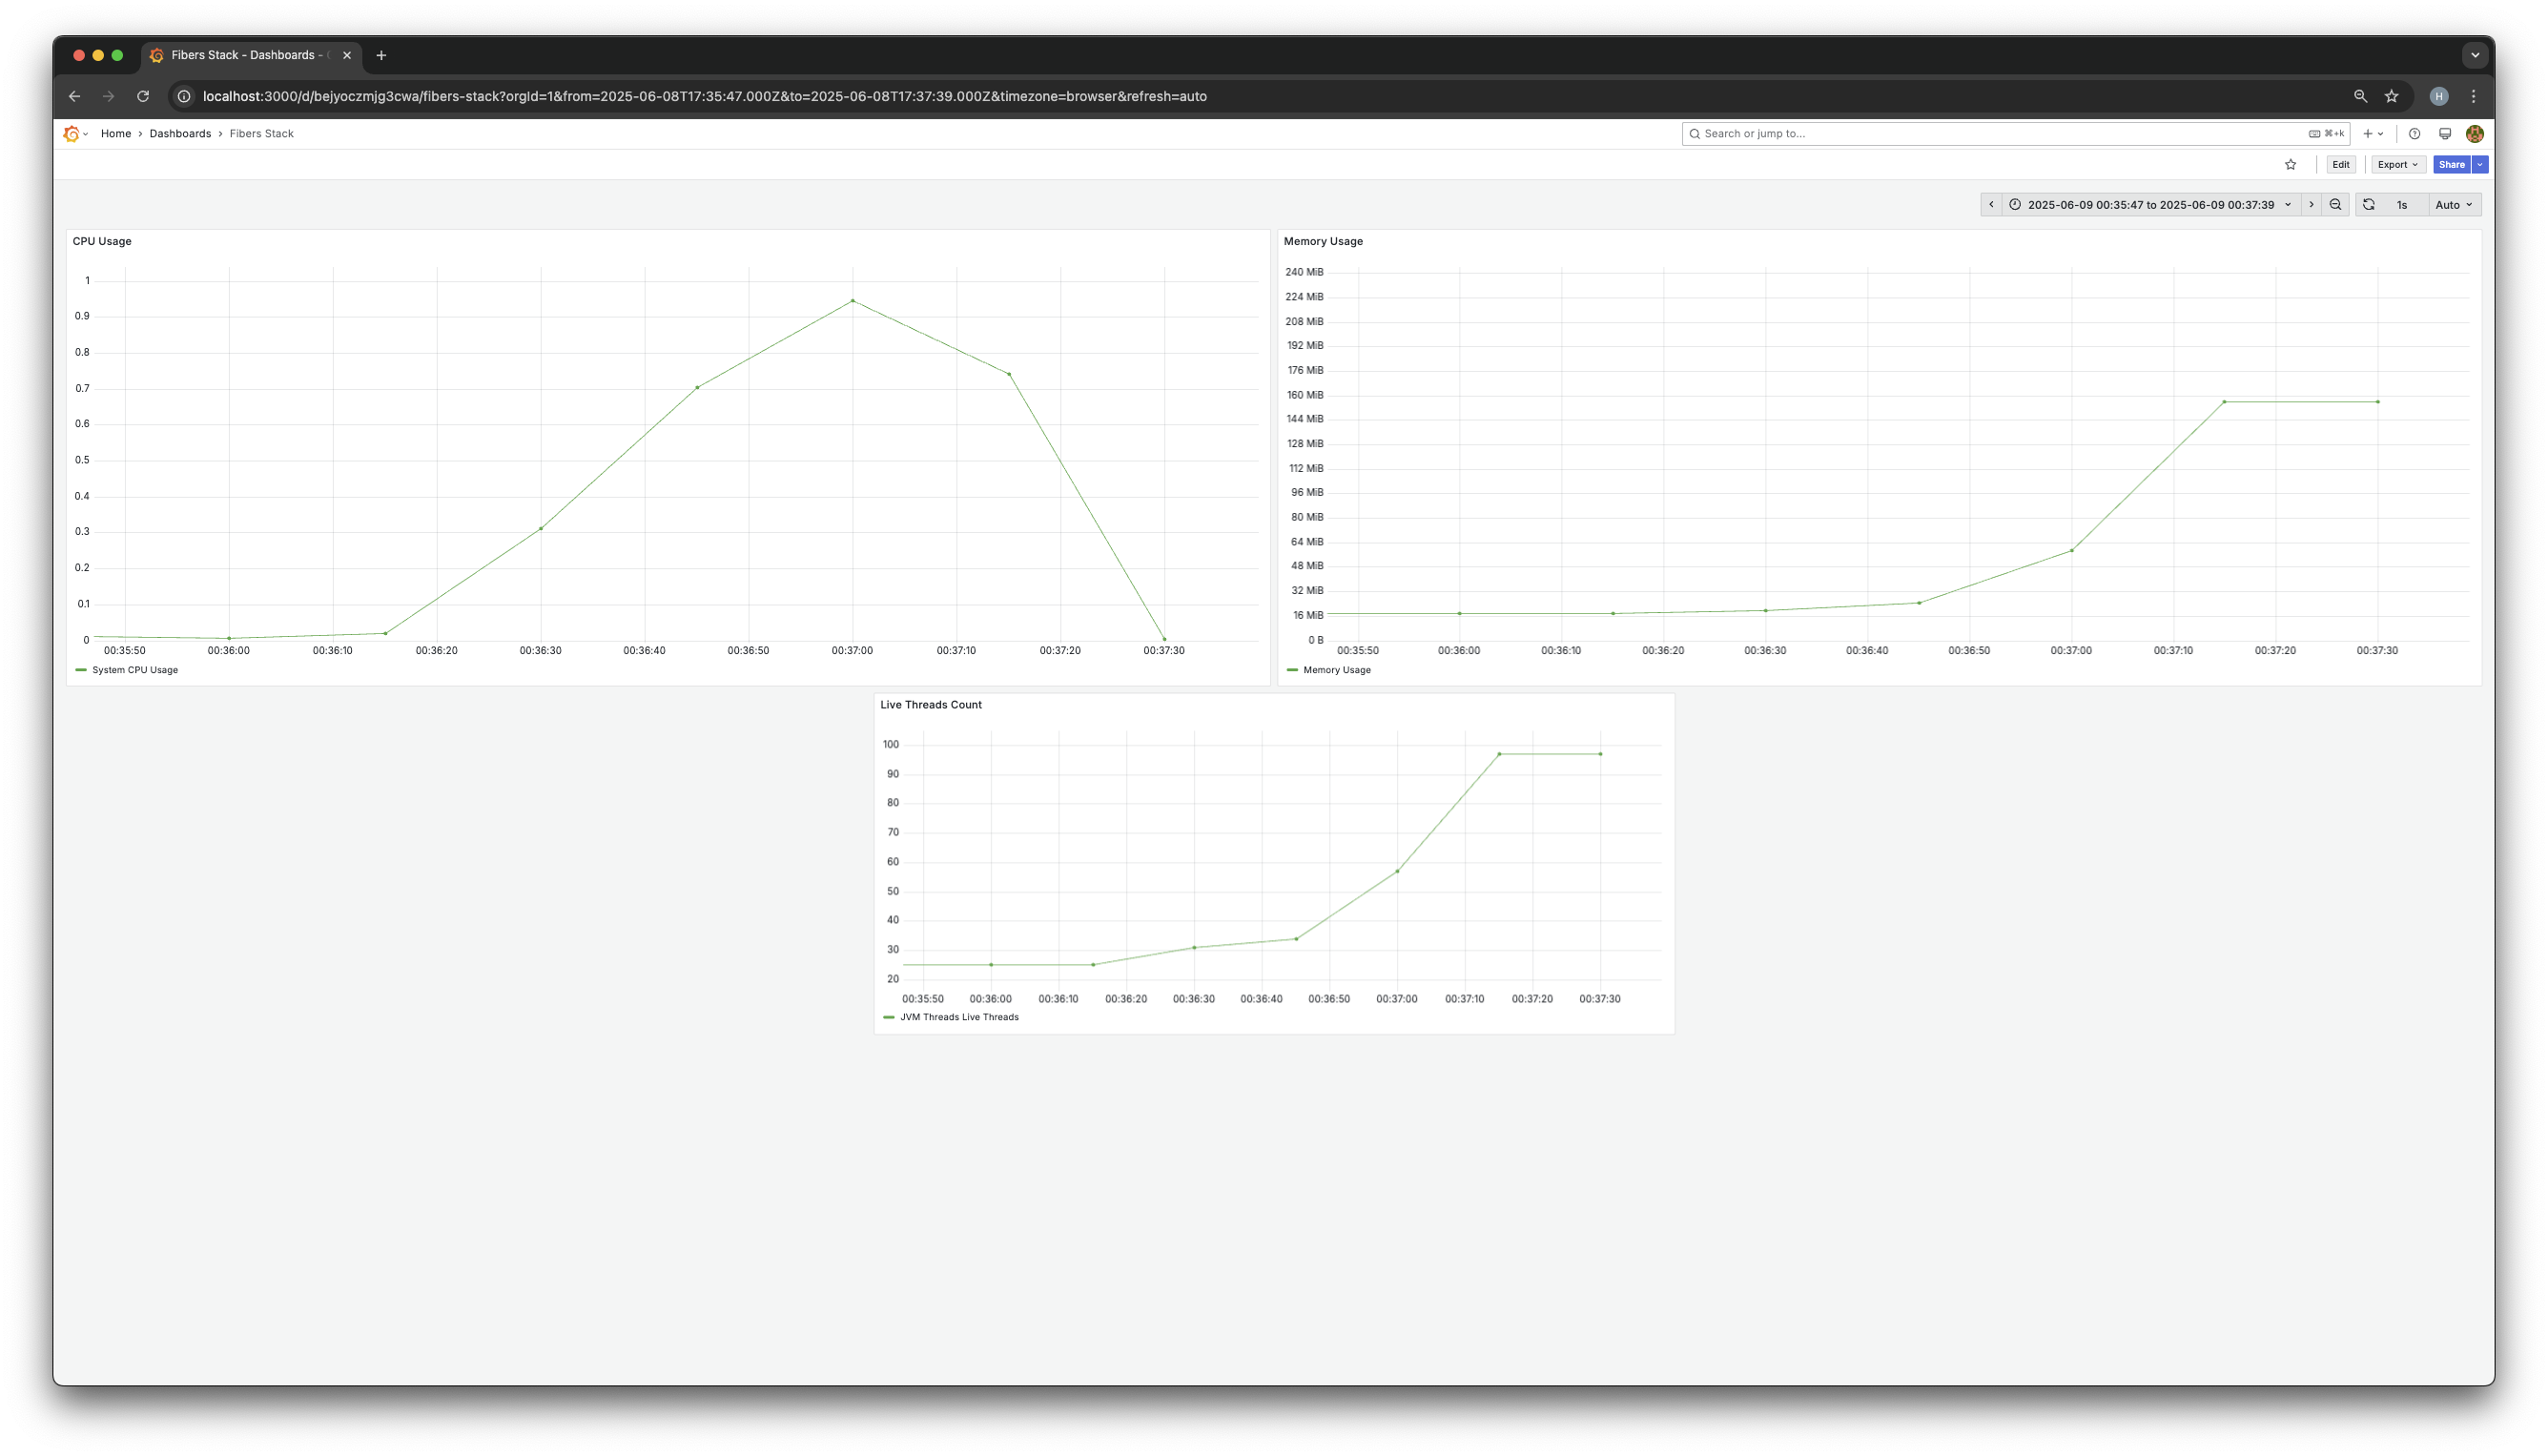 Fibers Stack - Dashboards -
localhost:3000/d/bejyoczmjg3cwa/fibers-stack?orgId=1&from=2025-06-08T17:35:47.000Z&to=2025-06-08T17:37:39.000Z&timezone=browser&refresh=auto
H
Home › Dashboards › Fibers Stack
Search or jump to...
⌘+k
Edit
Export
Share
2025-06-09 00:35:47 to 2025-06-09 00:37:39
1s
Auto
CPU Usage
1
0.9
0.8
0.7
0.6
0.5
0.4
0.3
0.2
0.1
0
00:35:50 00:36:00 00:36:10 00:36:20 00:36:30 00:36:40 00:36:50 00:37:00 00:37:10 00:37:20 00:37:30
System CPU Usage
Memory Usage
240 MiB
224 MiB
208 MiB
192 MiB
176 MiB
160 MiB
144 MiB
128 MiB
112 MiB
96 MiB
80 MiB
64 MiB
48 MiB
32 MiB
16 MiB
0 B
00:35:50 00:36:00 00:36:10 00:36:20 00:36:30 00:36:40 00:36:50 00:37:00 00:37:10 00:37:20 00:37:30
Memory Usage
Live Threads Count
100
90
80
70
60
50
40
30
20
00:35:50 00:36:00 00:36:10 00:36:20 00:36:30 00:36:40 00:36:50 00:37:00 00:37:10 00:37:20 00:37:30
JVM Threads Live Threads